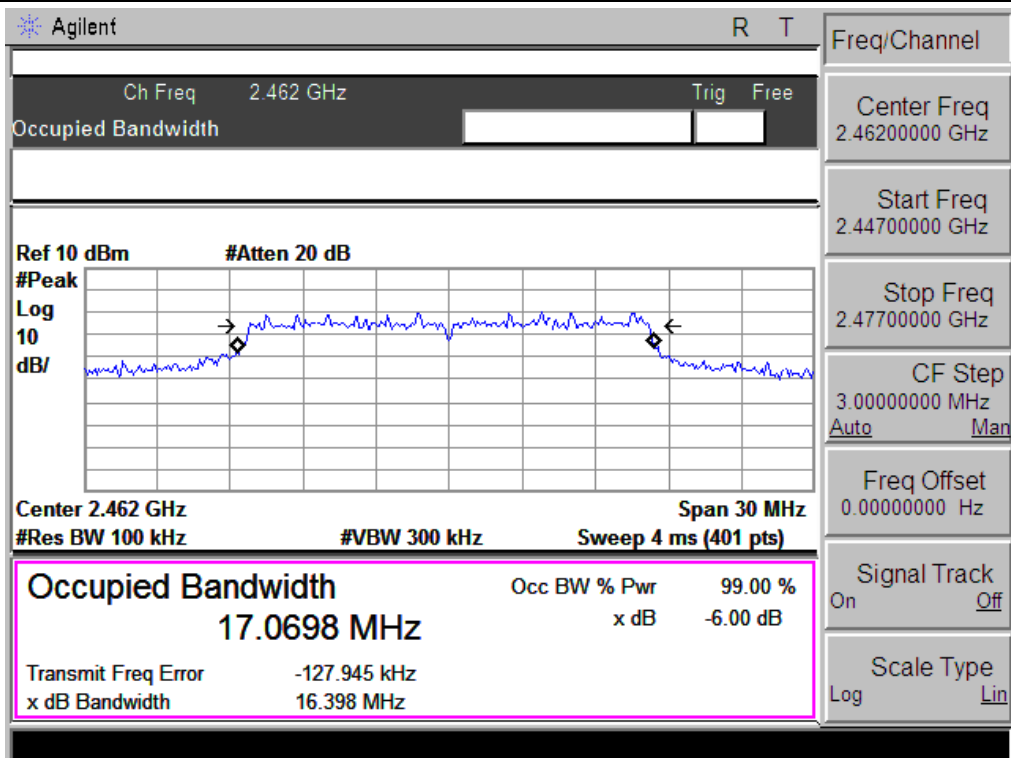 Agilent R T
Ch Freq 2.462 GHz Trig Free
Occupied Bandwidth
Ref 10 dBm #Atten 20 dB
#Peak
Log
10
dB/
Center 2.462 GHz Span 30 MHz
#Res BW 100 kHz #VBW 300 kHz Sweep 4 ms (401 pts)
Occupied Bandwidth Occ BW % Pwr 99.00 %
17.0698 MHz x dB -6.00 dB
Transmit Freq Error -127.945 kHz
x dB Bandwidth 16.398 MHz
Freq/Channel
Center Freq
2.46200000 GHz
Start Freq
2.44700000 GHz
Stop Freq
2.47700000 GHz
CF Step
3.00000000 MHz
Auto Man
Freq Offset
0.00000000 Hz
Signal Track
On Off
Scale Type
Log Lin